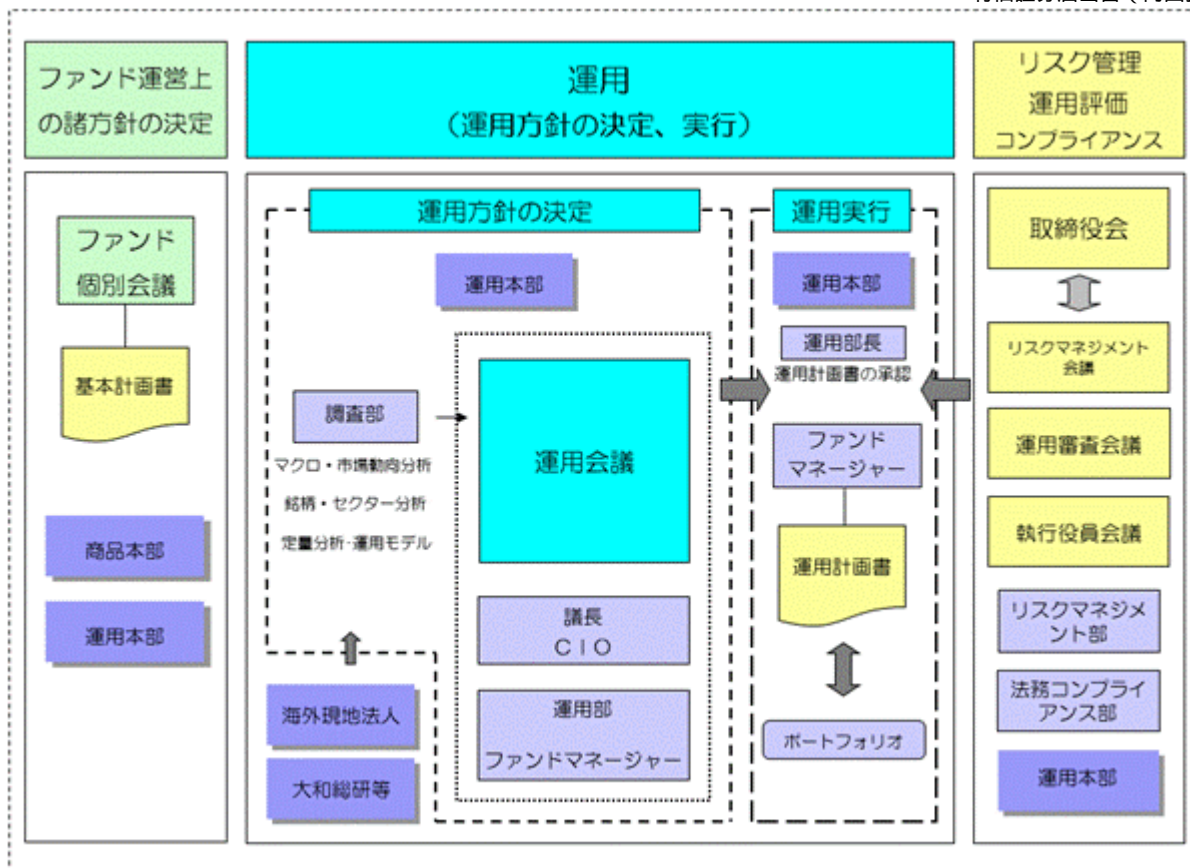 ファンド運営上
の諸方針の決定
運用
（運用方針の決定、実行）
リスク管理
運用評価
コンプライアンス
ファンド
個別会議
基本計画書
商品本部
運用本部
運用方針の決定
運用本部
調査部
マクロ・市場動向分析
銘柄・セクター分析
定量分析・運用モデル
運用会議
議長
ＣＩＯ
運用部
ファンドマネージャー
海外現地法人
大和総研等
運用実行
運用本部
運用部長
運用計画書の承認
ファンド
マネージャー
運用計画書
ポートフォリオ
取締役会
リスクマネジメント
会議
運用審査会議
執行役員会議
リスクマネジメ
ント部
法務コンプライ
アンス部
運用本部